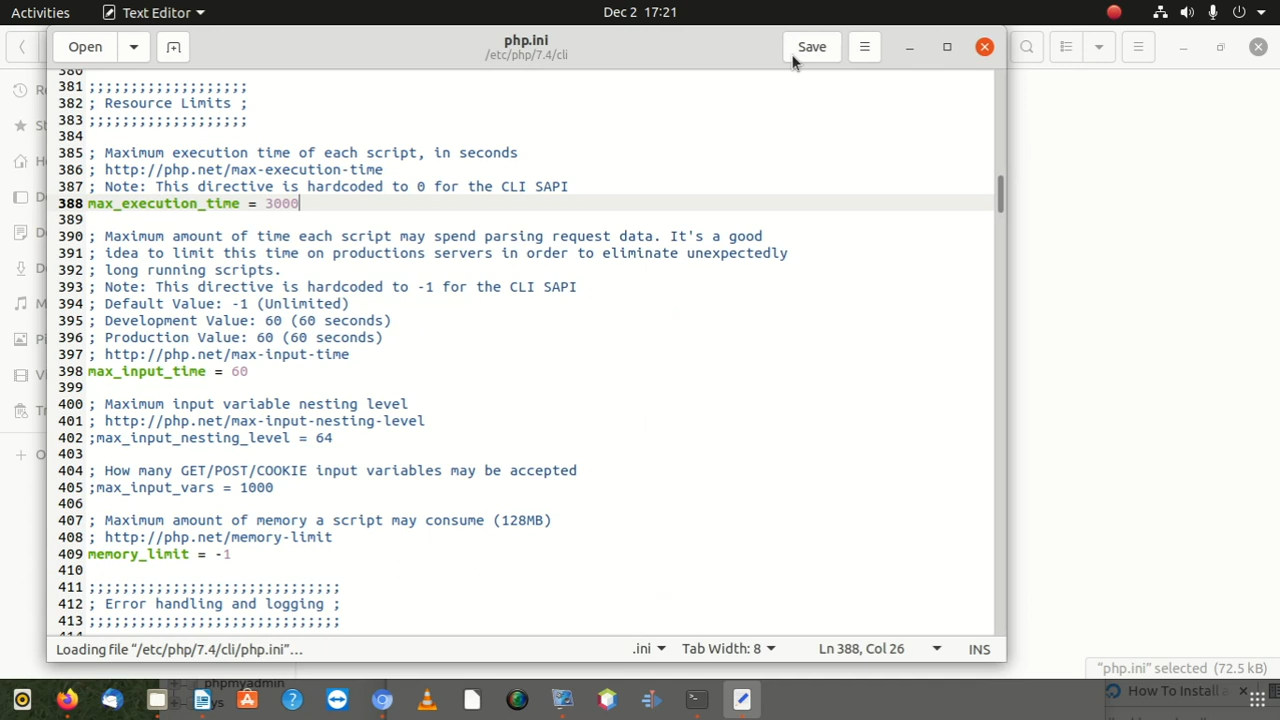 Activities
Text Editor
Dec 2 17:21
Open
php.ini
/etc/php/7.4/cli
Save
380
381 ;;;;;;;;;;;;;;;;;;;
382 ; Resource Limits ;
383 ;;;;;;;;;;;;;;;;;;;
384
385 ; Maximum execution time of each script, in seconds
386 ; http://php.net/max-execution-time
387 ; Note: This directive is hardcoded to 0 for the CLI SAPI
388 max_execution_time = 3000
389
390 ; Maximum amount of time each script may spend parsing request data. It's a good
391 ; idea to limit this time on productions servers in order to eliminate unexpectedly
392 ; long running scripts.
393 ; Note: This directive is hardcoded to -1 for the CLI SAPI
394 ; Default Value: -1 (Unlimited)
395 ; Development Value: 60 (60 seconds)
396 ; Production Value: 60 (60 seconds)
397 ; http://php.net/max-input-time
398 max_input_time = 60
399
400 ; Maximum input variable nesting level
401 ; http://php.net/max-input-nesting-level
402 ;max_input_nesting_level = 64
403
404 ; How many GET/POST/COOKIE input variables may be accepted
405 ;max_input_vars = 1000
406
407 ; Maximum amount of memory a script may consume (128MB)
408 ; http://php.net/memory-limit
409 memory_limit = -1
410
411 ;;;;;;;;;;;;;;;;;;;;;;;;;;;;;;
412 ; Error handling and logging ;
413 ;;;;;;;;;;;;;;;;;;;;;;;;;;;;;;
Loading file “/etc/php/7.4/cli/php.ini”…
.ini
Tab Width: 8
Ln 388, Col 26
INS
“php.ini” selected (72.5 kB)
phpmyadmin
How To Install a